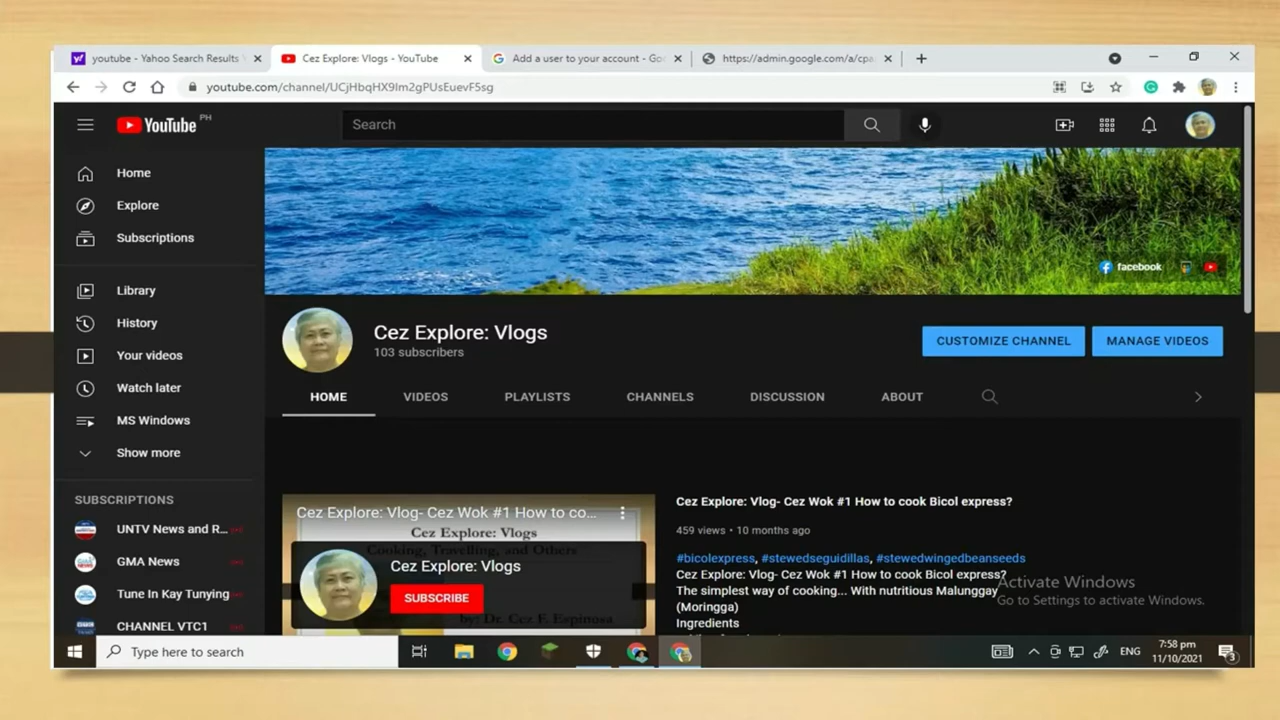 youtube - Yahoo Search Results
Cez Explore: Vlogs - YouTube
Add a user to your account - Go
https://admin.google.com/a/cpa
youtube.com/channel/UCjHbqHX9Im2gPUsEuevF5sg
YouTube PH
Search
Home
Explore
Subscriptions
Library
History
Your videos
Watch later
MS Windows
Show more
SUBSCRIPTIONS
UNTV News and R...
GMA News
Tune In Kay Tunying
CHANNEL VTC1
facebook
Cez Explore: Vlogs
103 subscribers
CUSTOMIZE CHANNEL
MANAGE VIDEOS
HOME
VIDEOS
PLAYLISTS
CHANNELS
DISCUSSION
ABOUT
Cez Explore: Vlog- Cez Wok #1 How to co...
Cez Explore: Vlogs
Cooking, Travelling, and Others
Cez Explore: Vlogs
SUBSCRIBE
by: Dr. Cez F. Espinosa
Cez Explore: Vlog- Cez Wok #1 How to cook Bicol express?
459 views • 10 months ago
#bicolexpress, #stewedseguidillas, #stewedwingedbeanseeds
Cez Explore: Vlog- Cez Wok #1 How to cook Bicol express?
The simplest way of cooking... With nutritious Malunggay
(Moringga)
Ingredients
Activate Windows
Go to Settings to activate Windows.
Type here to search
ENG
7:58 pm
11/10/2021
3